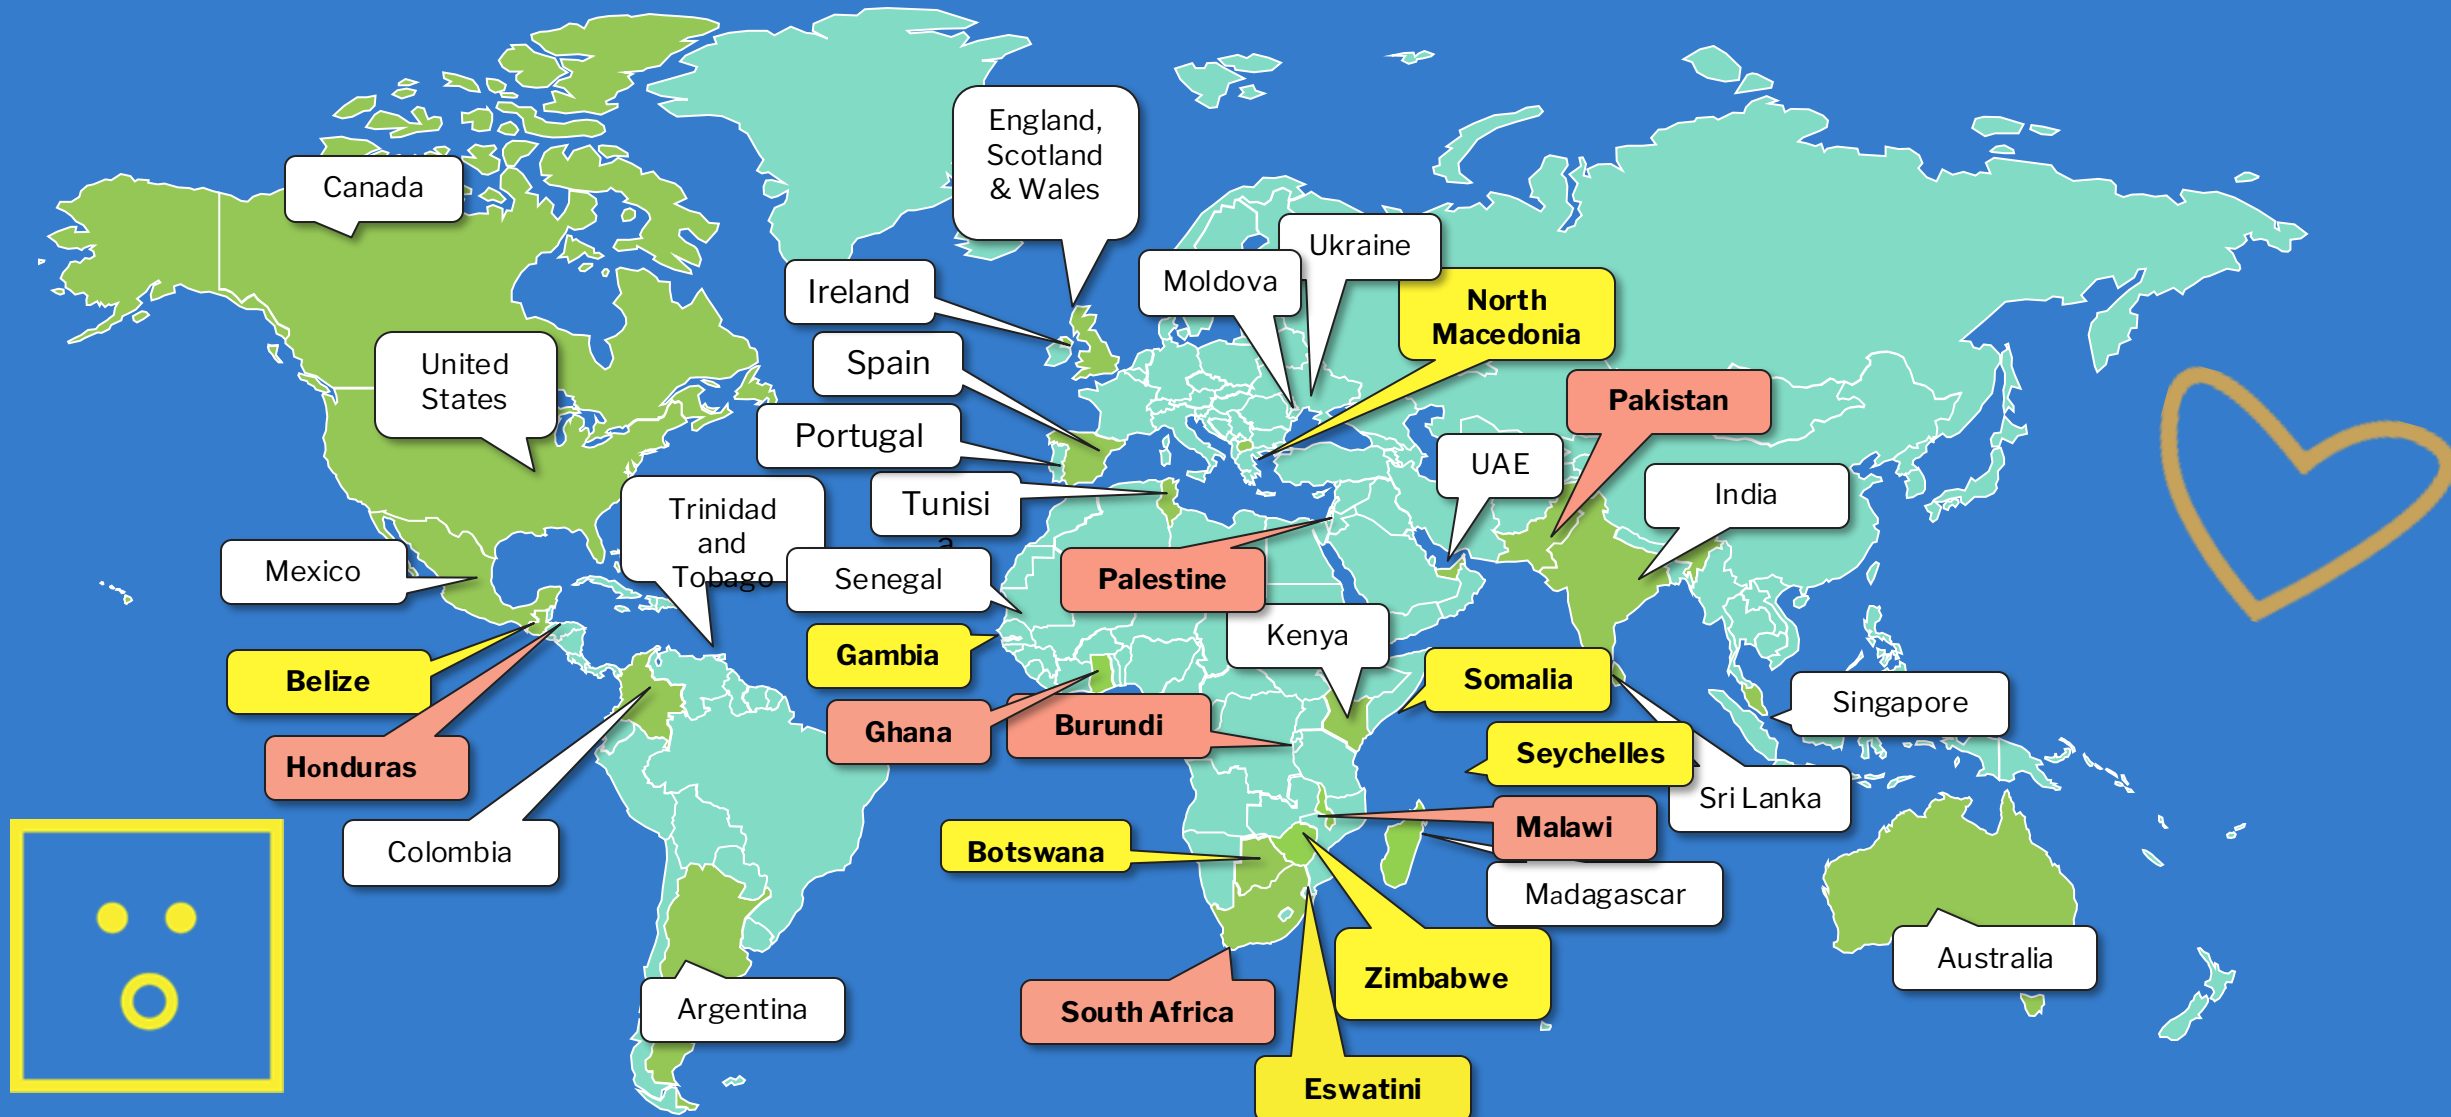 England,
Scotland
& Wales
Canada
Ukraine
Moldova
Ireland
North
Macedonia
United
States
Spain
Pakistan
Portugal
UAE
India
Tunisi
a
Trinidad
and
Tobago
Mexico
Senegal
Palestine
Kenya
Gambia
Belize
Somalia
Singapore
Ghana
Burundi
Seychelles
Honduras
Sri Lanka
Malawi
Colombia
Botswana
Madagascar
Australia
Zimbabwe
Argentina
South Africa
Eswatini